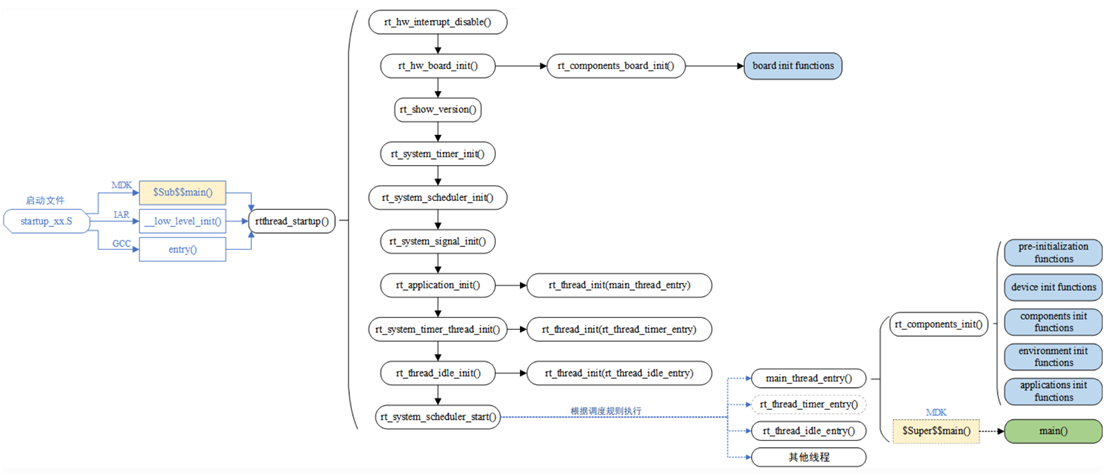 启动文件
startup_xx.S
MDK
$Sub$$main()
IAR
__low_level_init()
GCC
entry()
rtthread_startup()
rt_hw_interrupt_disable()
rt_hw_board_init()
rt_components_board_init()
board init functions
rt_show_version()
rt_system_timer_init()
rt_system_scheduler_init()
rt_system_signal_init()
rt_application_init()
rt_thread_init(main_thread_entry)
rt_system_timer_thread_init()
rt_thread_init(rt_thread_timer_entry)
rt_thread_idle_init()
rt_thread_init(rt_thread_idle_entry)
rt_system_scheduler_start()
根据调度规则执行
main_thread_entry()
rt_thread_timer_entry()
rt_thread_idle_entry()
其他线程
rt_components_init()
pre-initialization
functions
device init functions
components init
functions
environment init
functions
applications init
functions
MDK
$Super$$main()
main()